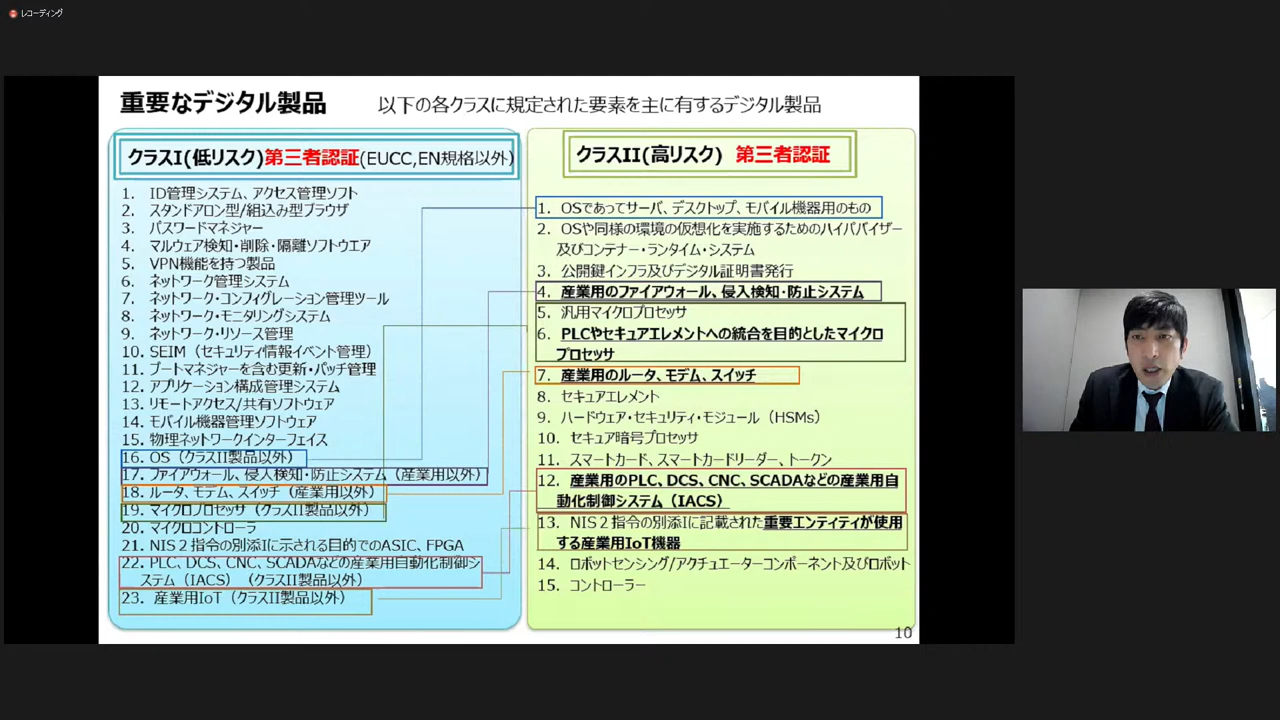 レコーディング
重要なデジタル製品
以下の各クラスに規定された要素を主に有するデジタル製品
クラスI(低リスク)第三者認証(EUCC,EN規格以外)
1. ID管理システム、アクセス管理ソフト
2. スタンドアロン型/組込み型ブラウザ
3. パスワードマネジャー
4. マルウェア検知・削除・隔離ソフトウエア
5. VPN機能を持つ製品
6. ネットワーク管理システム
7. ネットワーク・コンフィグレーション管理ツール
8. ネットワーク・モニタリングシステム
9. ネットワーク・リソース管理
10. SEIM（セキュリティ情報イベント管理）
11. ブートマネジャーを含む更新・パッチ管理
12. アプリケーション構成管理システム
13. リモートアクセス/共有ソフトウェア
14. モバイル機器管理ソフトウェア
15. 物理ネットワークインターフェイス
16. OS（クラスII製品以外）
17. ファイアウォール、侵入検知・防止システム（産業用以外）
18. ルータ、モデム、スイッチ（産業用以外）
19. マイクロプロセッサ（クラスII製品以外）
20. マイクロコントローラ
21. NIS２指令の別添Iに示される目的でのASIC、FPGA
22. PLC、DCS、CNC、SCADAなどの産業用自動化制御シ
ステム（IACS）（クラスII製品以外）
23. 産業用IoT（クラスII製品以外）
クラスII(高リスク) 第三者認証
1. OSであってサーバ、デスクトップ、モバイル機器用のもの
2. OSや同様の環境の仮想化を実施するためのハイパバイザー
及びコンテナー・ランタイム・システム
3. 公開鍵インフラ及びデジタル証明書発行
4. 産業用のファイアウォール、侵入検知・防止システム
5. 汎用マイクロプロセッサ
6. PLCやセキュアエレメントへの統合を目的としたマイクロ
プロセッサ
7. 産業用のルータ、モデム、スイッチ
8. セキュアエレメント
9. ハードウェア・セキュリティ・モジュール（HSMs）
10. セキュア暗号プロセッサ
11. スマートカード、スマートカードリーダー、トークン
12. 産業用のPLC、DCS、CNC、SCADAなどの産業用自
動化制御システム（IACS）
13. NIS２指令の別添Iに記載された重要エンティティが使用
する産業用IoT機器
14. ロボットセンシング/アクチュエーターコンポーネント及びロボット
15. コントローラー
10